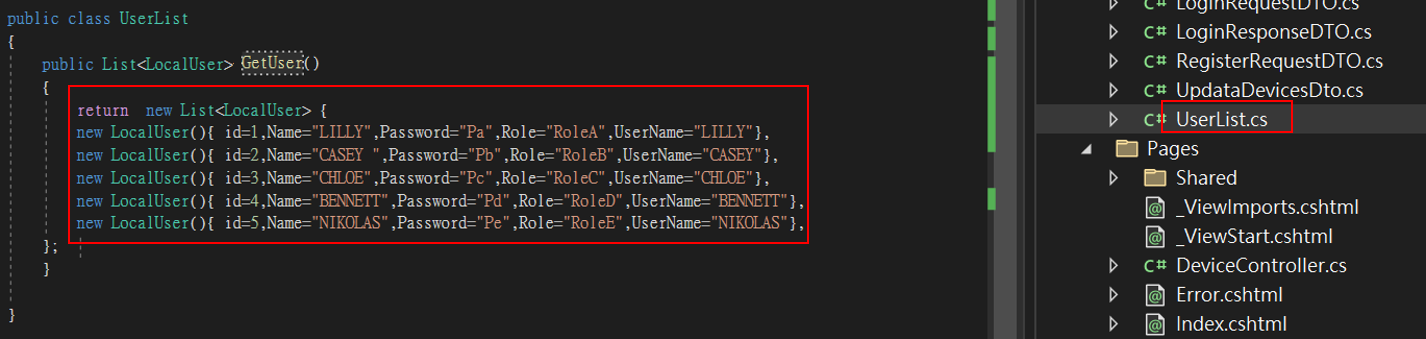 public class UserList
{
public List<LocalUser> GetUser()
{
return  new List<LocalUser> {
new LocalUser(){ id=1,Name="LILLY",Password="Pa",Role="RoleA",UserName="LILLY"},
new LocalUser(){ id=2,Name="CASEY ",Password="Pb",Role="RoleB",UserName="CASEY"},
new LocalUser(){ id=3,Name="CHLOE",Password="Pc",Role="RoleC",UserName="CHLOE"},
new LocalUser(){ id=4,Name="BENNETT",Password="Pd",Role="RoleD",UserName="BENNETT"},
new LocalUser(){ id=5,Name="NIKOLAS",Password="Pe",Role="RoleE",UserName="NIKOLAS"},
};
}
}
C# LoginRequestDTO.cs
C# LoginResponseDTO.cs
C# RegisterRequestDTO.cs
C# UpdataDevicesDto.cs
C# UserList.cs
Pages
Shared
@ _ViewImports.cshtml
@ _ViewStart.cshtml
C# DeviceController.cs
@ Error.cshtml
@ Index.cshtml